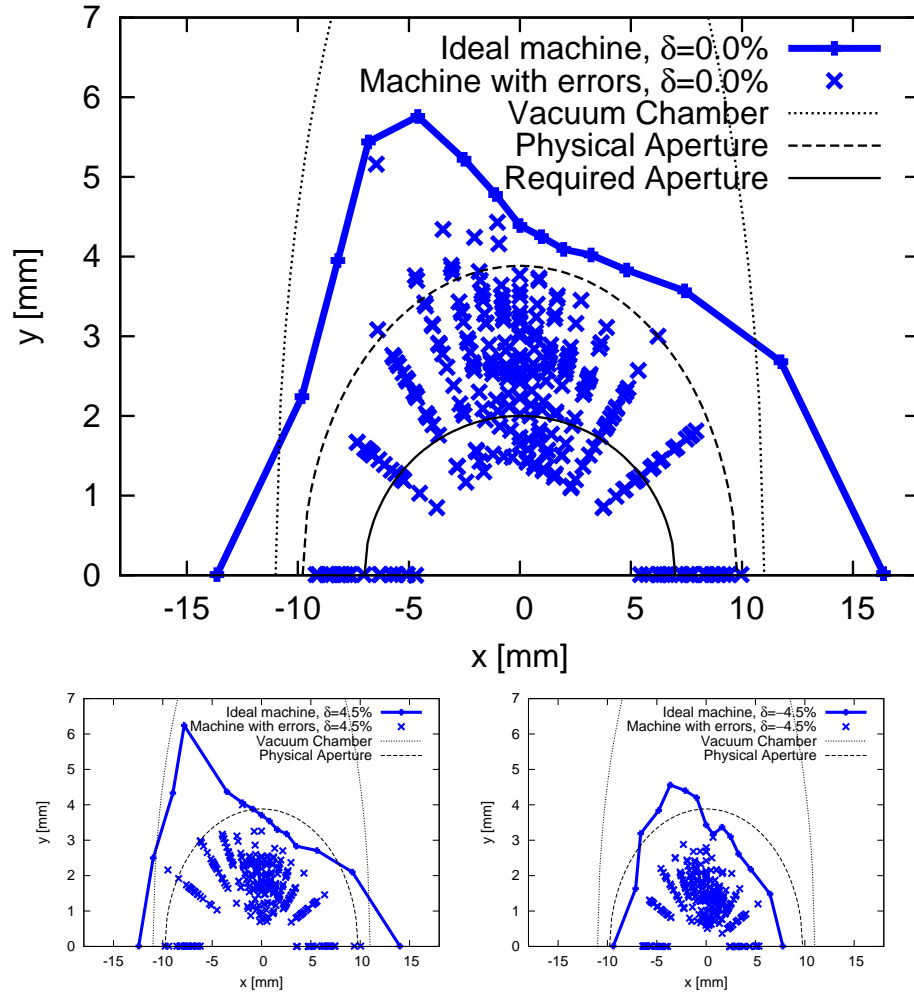 7
6
5
4
3
2
1
0
y [mm]
Ideal machine, δ=0.0%
Machine with errors, δ=0.0%
Vacuum Chamber
Physical Aperture
Required Aperture
-15 -10 -5 0 5 10 15
x [mm]
7
6
5
4
3
2
1
0
y [mm]
Ideal machine, δ=4.5%
Machine with errors, δ=4.5%
Vacuum Chamber
Physical Aperture
-15 -10 -5 0 5 10 15
x [mm]
7
6
5
4
3
2
1
0
y [mm]
Ideal machine, δ=−4.5%
Machine with errors, δ=−4.5%
Vacuum Chamber
Physical Aperture
-15 -10 -5 0 5 10 15
x [mm]